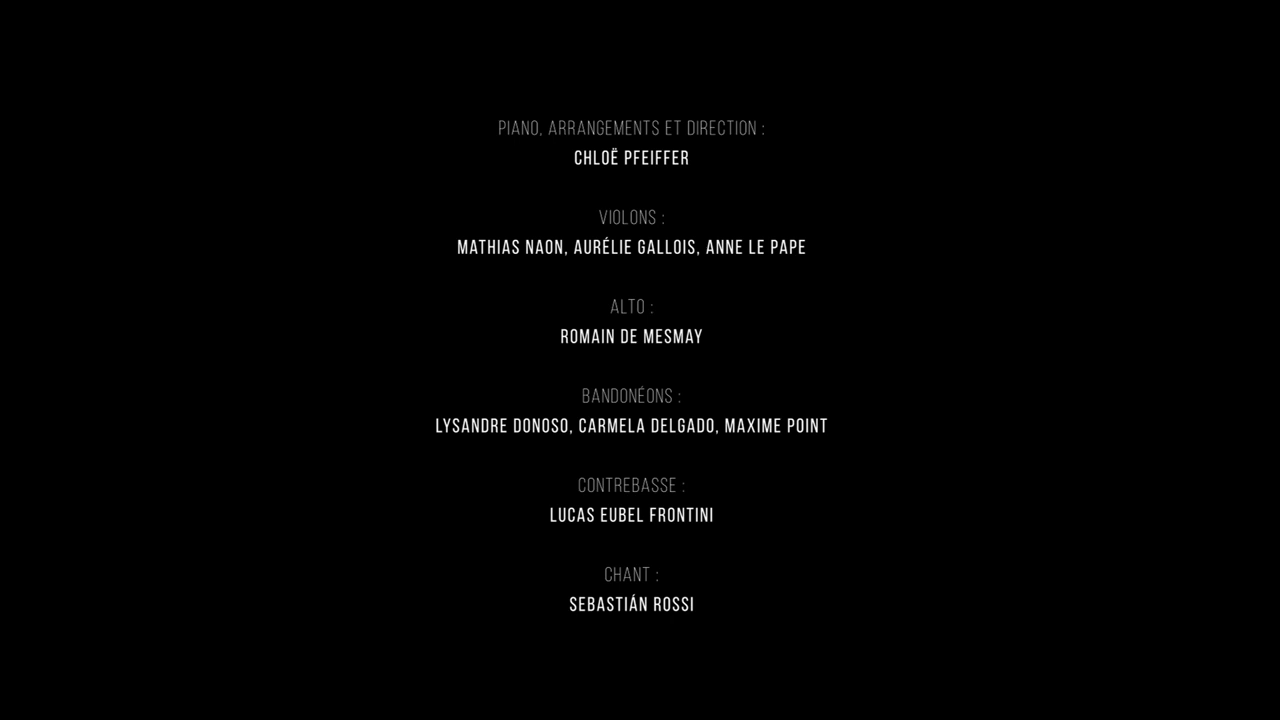 PIANO, ARRANGEMENTS ET DIRECTION :
CHLOË PFEIFFER
VIOLONS :
MATHIAS NAON, AURÉLIE GALLOIS, ANNE LE PAPE
ALTO :
ROMAIN DE MESMAY
BANDONÉONS :
LYSANDRE DONOSO, CARMELA DELGADO, MAXIME POINT
CONTREBASSE :
LUCAS EUBEL FRONTINI
CHANT :
SEBASTIÁN ROSSI